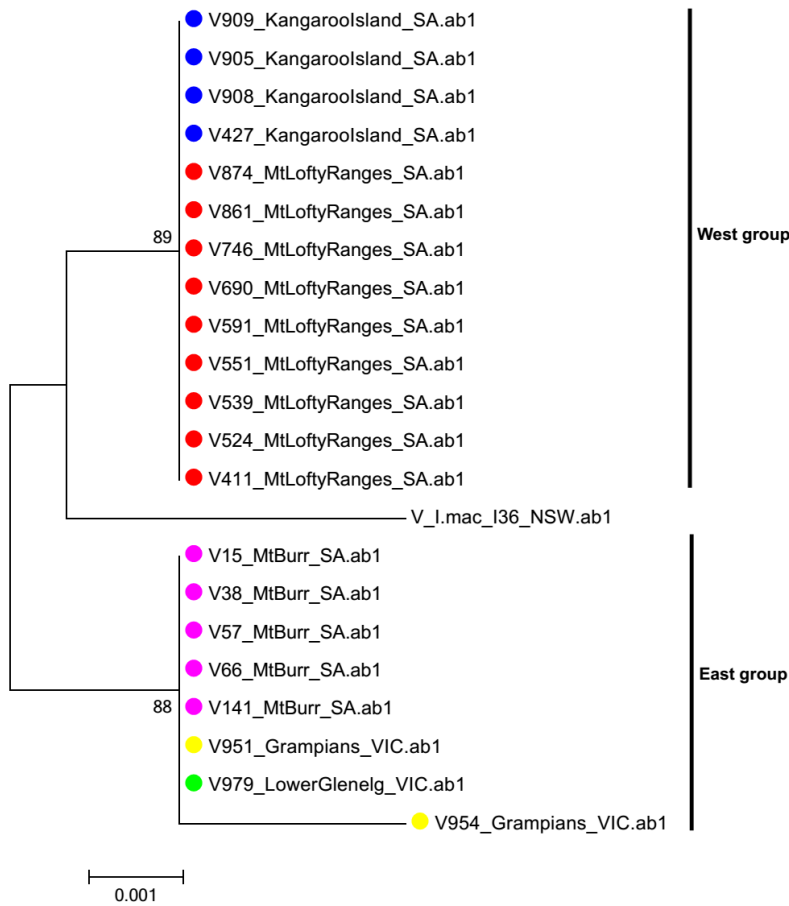 V909_KangarooIsland_SA.ab1
V905_KangarooIsland_SA.ab1
V908_KangarooIsland_SA.ab1
V427_KangarooIsland_SA.ab1
V874_MtLoftyRanges_SA.ab1
V861_MtLoftyRanges_SA.ab1
89
V746_MtLoftyRanges_SA.ab1
West group
V690_MtLoftyRanges_SA.ab1
V591_MtLoftyRanges_SA.ab1
V551_MtLoftyRanges_SA.ab1
V539_MtLoftyRanges_SA.ab1
V524_MtLoftyRanges_SA.ab1
V411_MtLoftyRanges_SA.ab1
V_I.mac_I36_NSW.ab1
V15_MtBurr_SA.ab1
V38_MtBurr_SA.ab1
V57_MtBurr_SA.ab1
V66_MtBurr_SA.ab1
East group
88
V141_MtBurr_SA.ab1
V951_Grampians_VIC.ab1
V979_LowerGlenelg_VIC.ab1
V954_Grampians_VIC.ab1
0.001